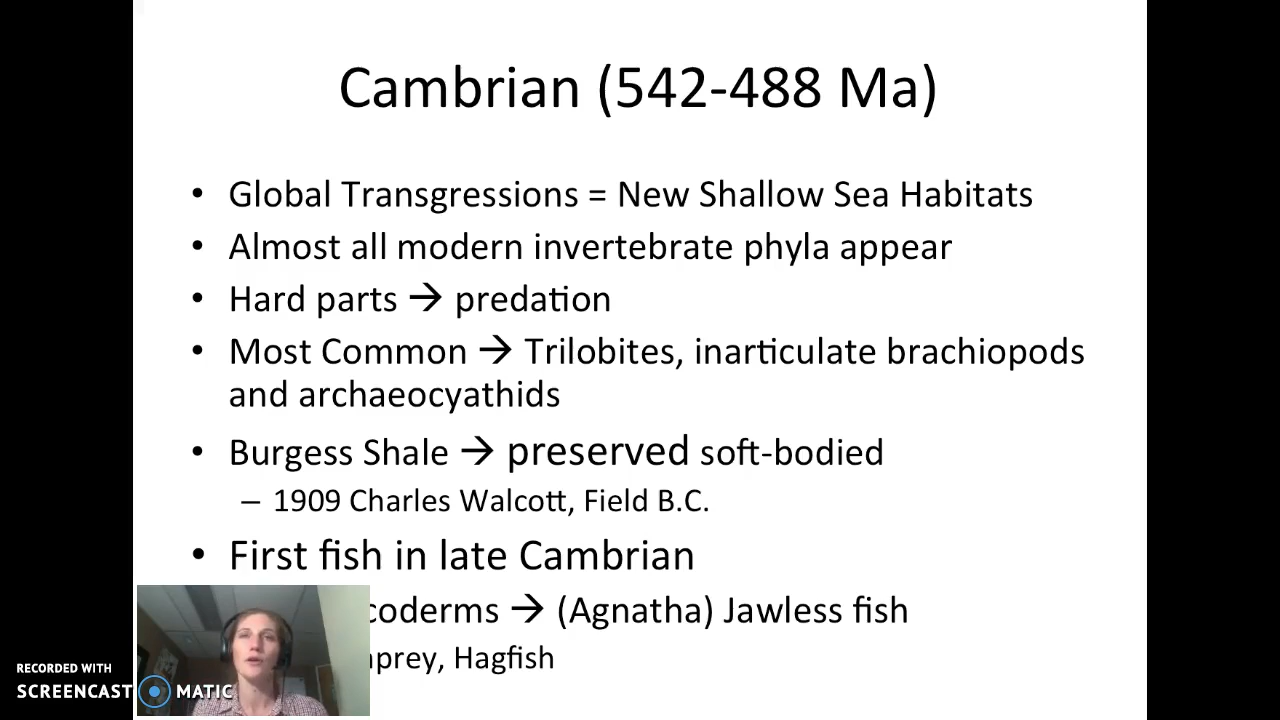 Cambrian (542-488 Ma)
• Global Transgressions = New Shallow Sea Habitats
• Almost all modern invertebrate phyla appear
• Hard parts → predation
• Most Common → Trilobites, inarticulate brachiopods
and archaeocyathids
• Burgess Shale → preserved soft-bodied
– 1909 Charles Walcott, Field B.C.
• First fish in late Cambrian
→ (Agnatha) Jawless fish
Hagfish
RECORDED WITH
SCREENCAST MATIC